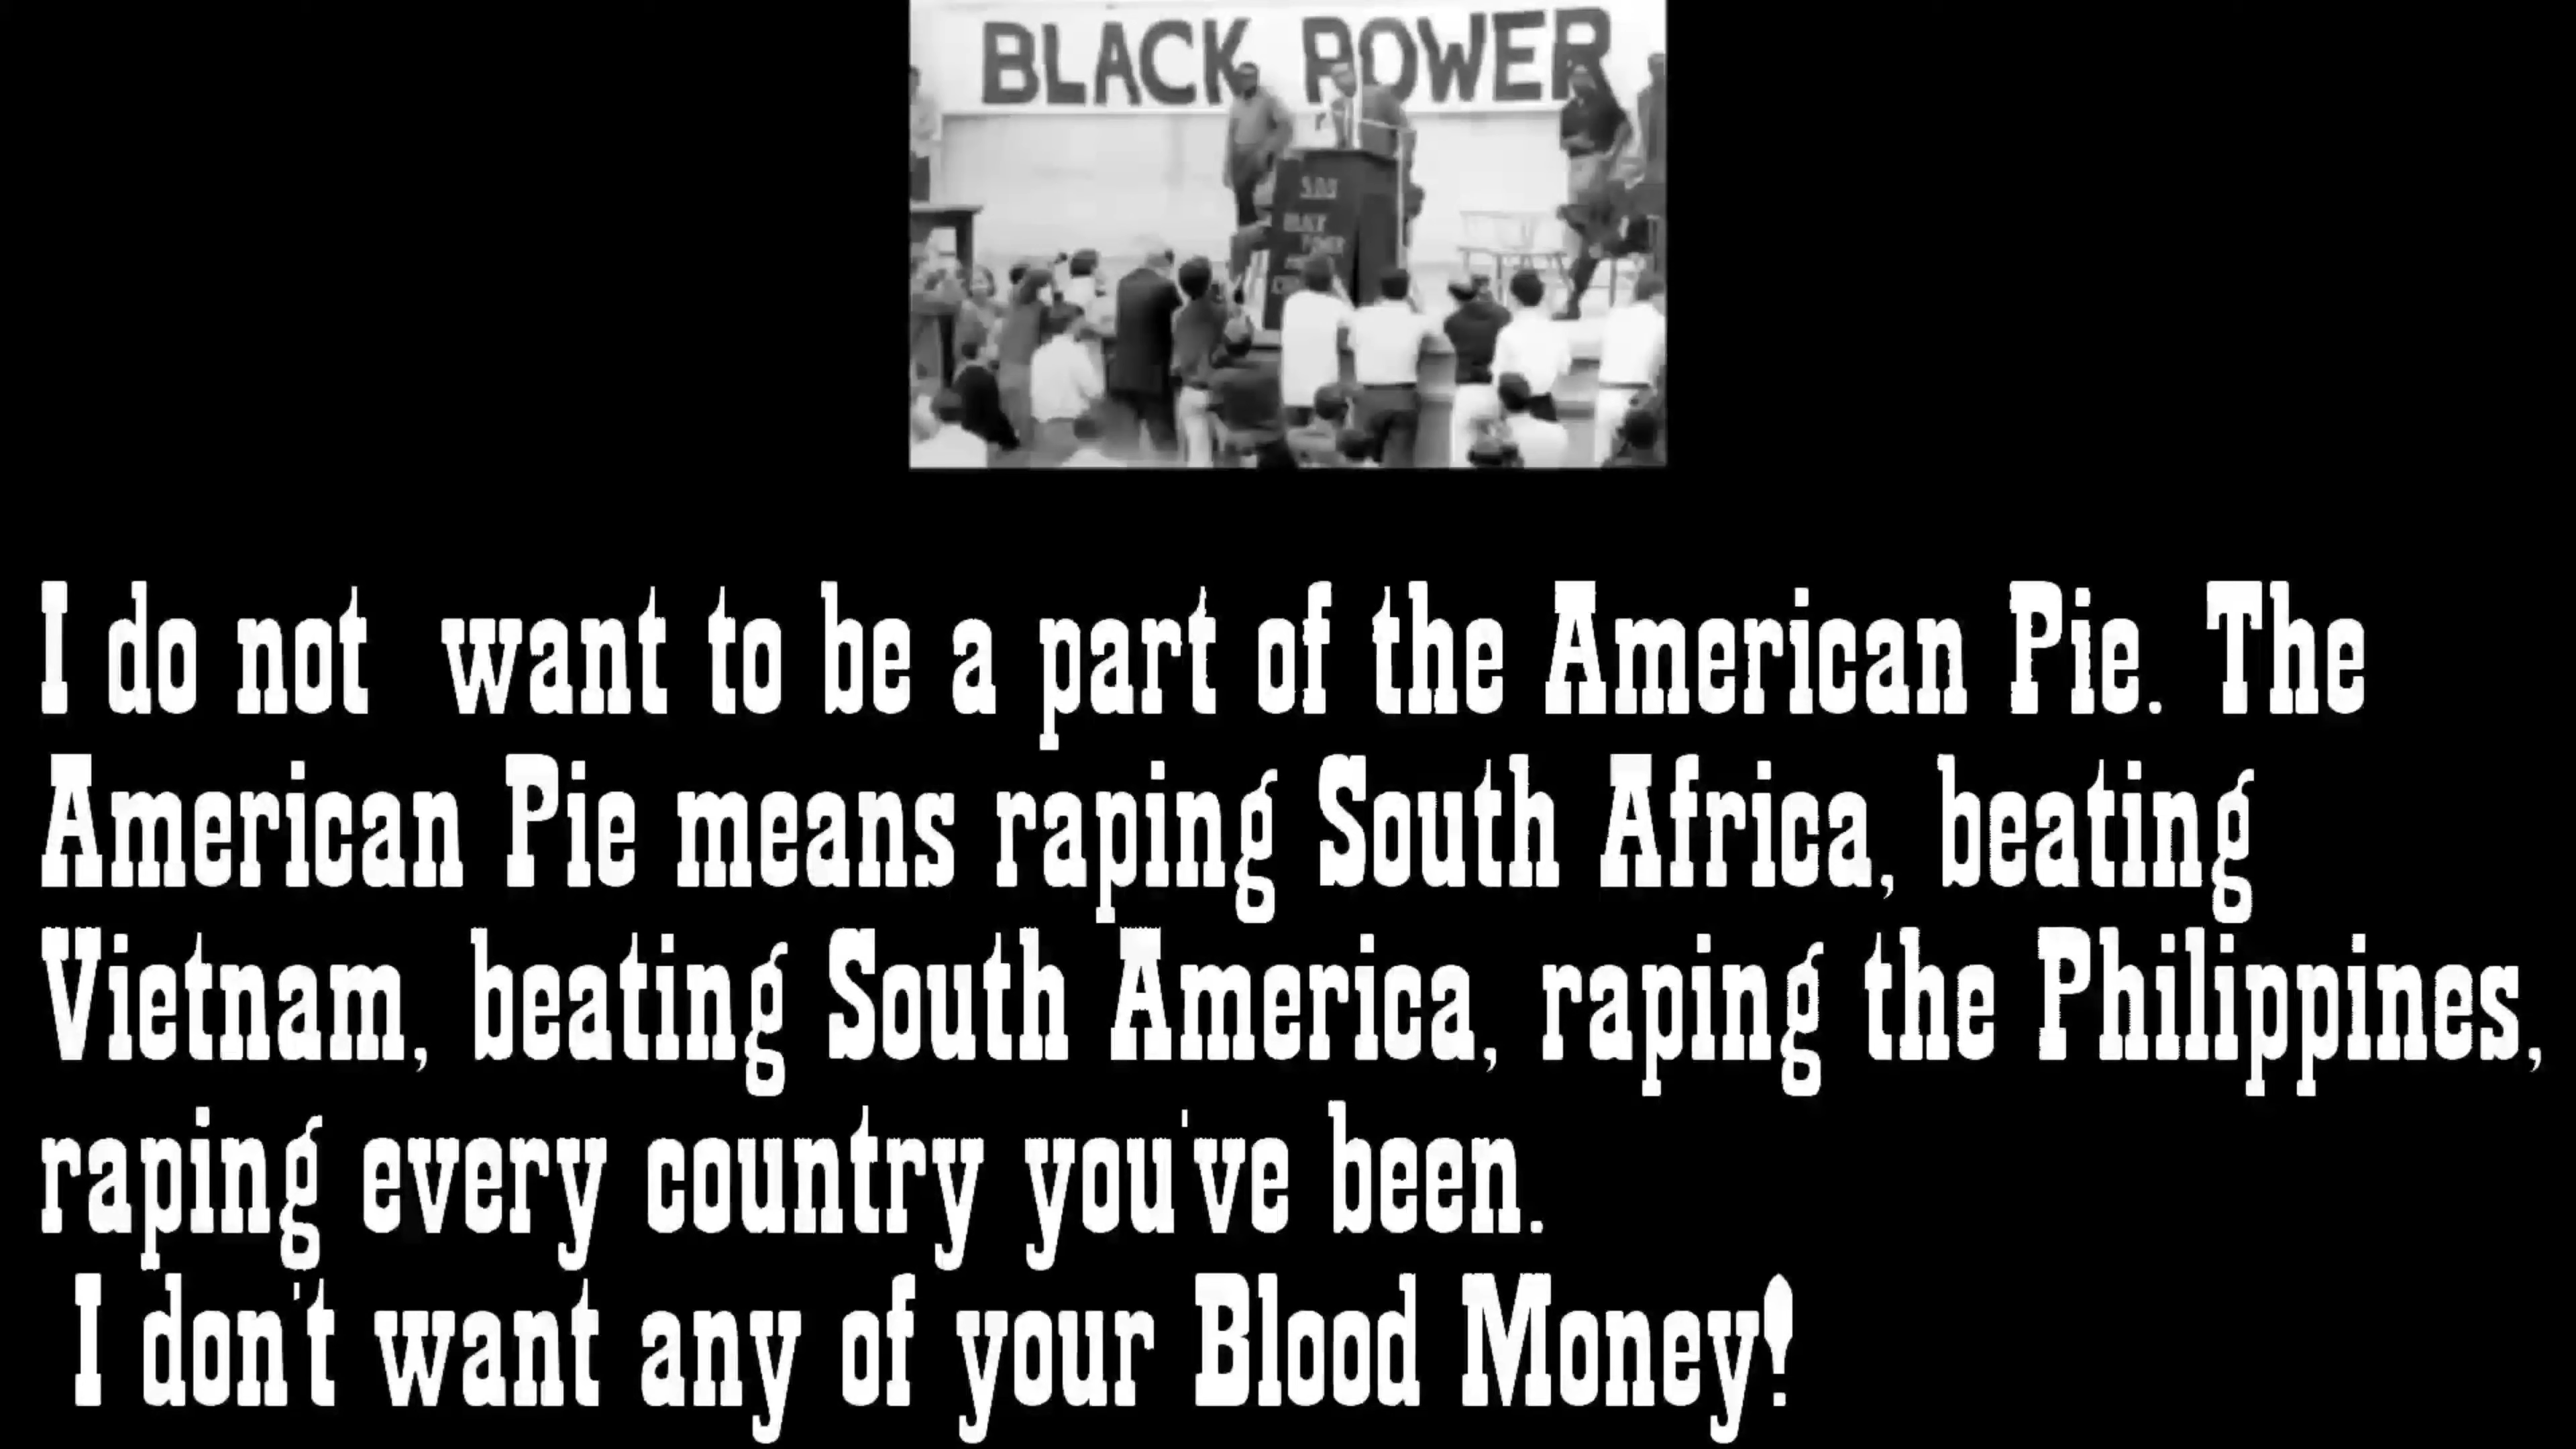 BLACK POWER
SDS
I do not want to be a part of the American Pie. The
American Pie means raping South Africa, beating
Vietnam, beating South America, raping the Philippines,
raping every country you've been.
I don't want any of your Blood Money!